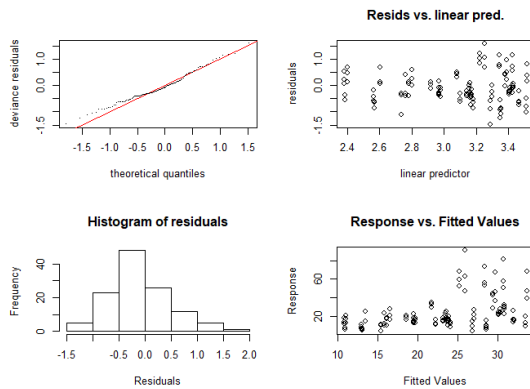 Resids vs. linear pred.
deviance residuals
-1.5 0.0 1.0
-1.5 -1.0 -0.5 0.0 0.5 1.0 1.5
theoretical quantiles
residuals
-1.5 0.0 1.0
2.4 2.6 2.8 3.0 3.2 3.4
linear predictor
Histogram of residuals
Response vs. Fitted Values
Frequency
0 20 40
-1.5 -0.5 0.0 0.5 1.0 1.5 2.0
Residuals
Response
20 60
10 15 20 25 30
Fitted Values